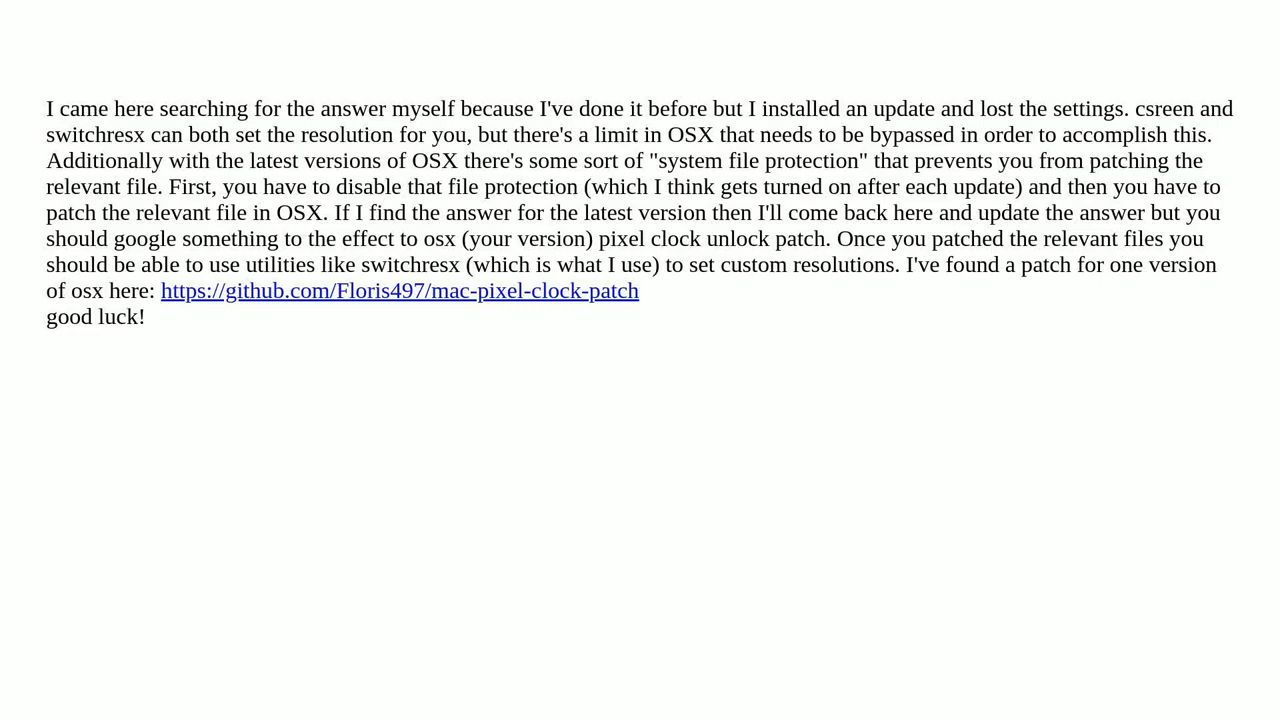 I came here searching for the answer myself because I've done it before but I installed an update and lost the settings. csreen and
switchresx can both set the resolution for you, but there's a limit in OSX that needs to be bypassed in order to accomplish this.
Additionally with the latest versions of OSX there's some sort of "system file protection" that prevents you from patching the
relevant file. First, you have to disable that file protection (which I think gets turned on after each update) and then you have to
patch the relevant file in OSX. If I find the answer for the latest version then I'll come back here and update the answer but you
should google something to the effect to osx (your version) pixel clock unlock patch. Once you patched the relevant files you
should be able to use utilities like switchresx (which is what I use) to set custom resolutions. I've found a patch for one version
of osx here: https://github.com/Floris497/mac-pixel-clock-patch
good luck!